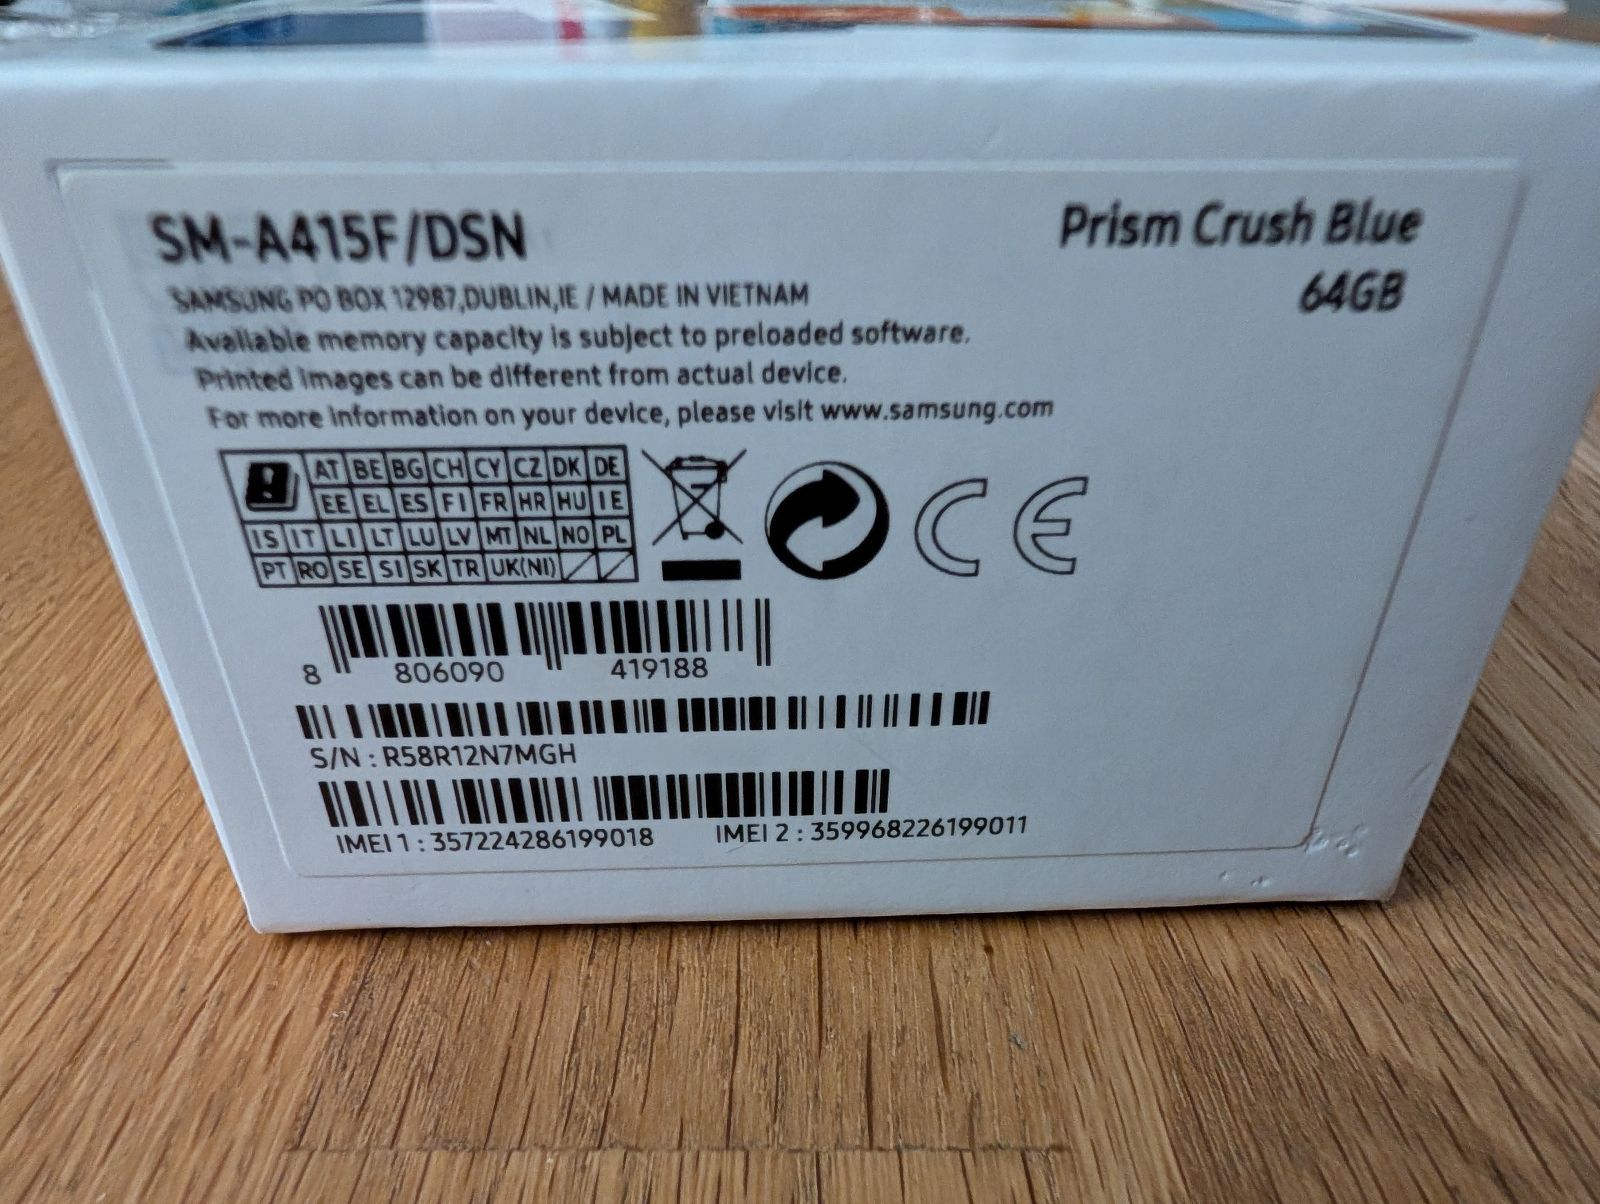 SM-A415F/DSN
Prism Crush Blue
64GB
SAMSUNG PO BOX 12987,DUBLIN,IE / MADE IN VIETNAM
Available memory capacity is subject to preloaded software.
Printed images can be different from actual device.
For more information on your device, please visit www.samsung.com
AT BE BG CH CY CZ DK DE
EE EL ES FI FR HR HU IE
IS IT LI LT LU LV MT NL NO PL
PT RO SE SI SK TR UK(NI)
CE
8 806090 419188
S/N : R58R12N7MGH
IMEI 1 : 357224286199018 IMEI 2 : 359968226199011